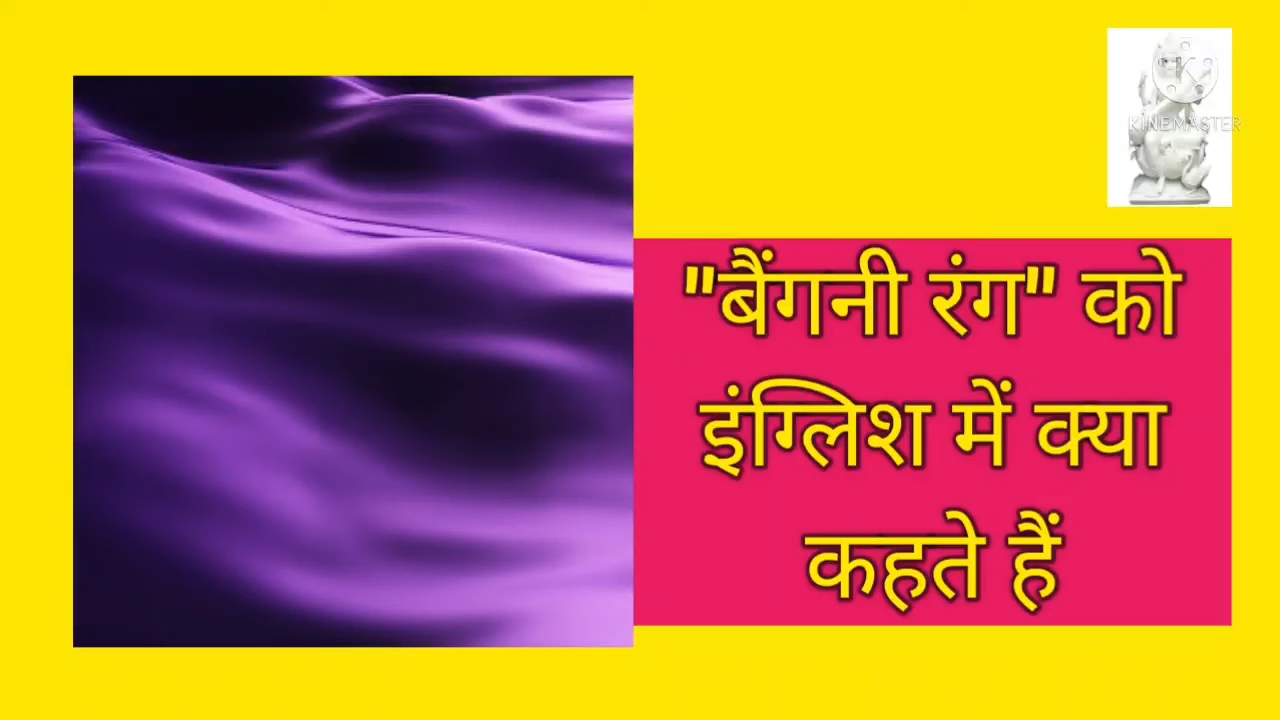 KINEMASTER
"बैंगनी रंग" को
इंग्लिश में क्या
कहते हैं